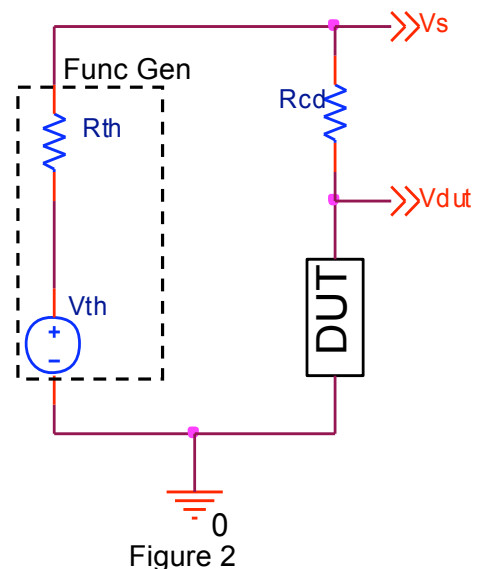 Vs
Func Gen
Rcd
Rth
Vdut
DUT
Vth
+
-
0
Figure 2